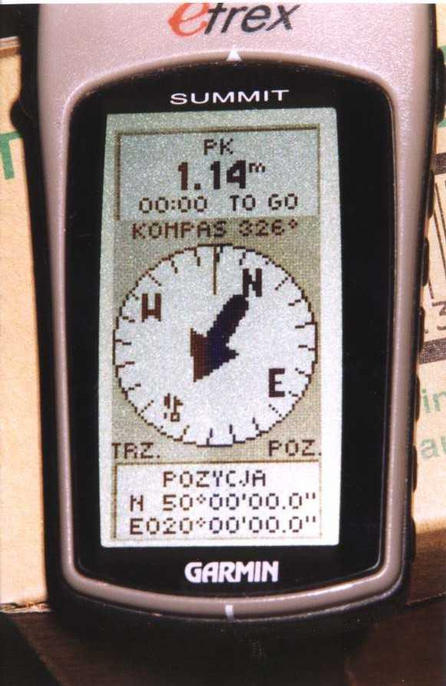 etrex
SUMMIT
PK
1.14m
00:00 TO GO
KOMPAS 326°
N
W
E
S
TRZ. POZ.
POZYCJA
N 50°00'00.0"
E020°00'00.0"
GARMIN